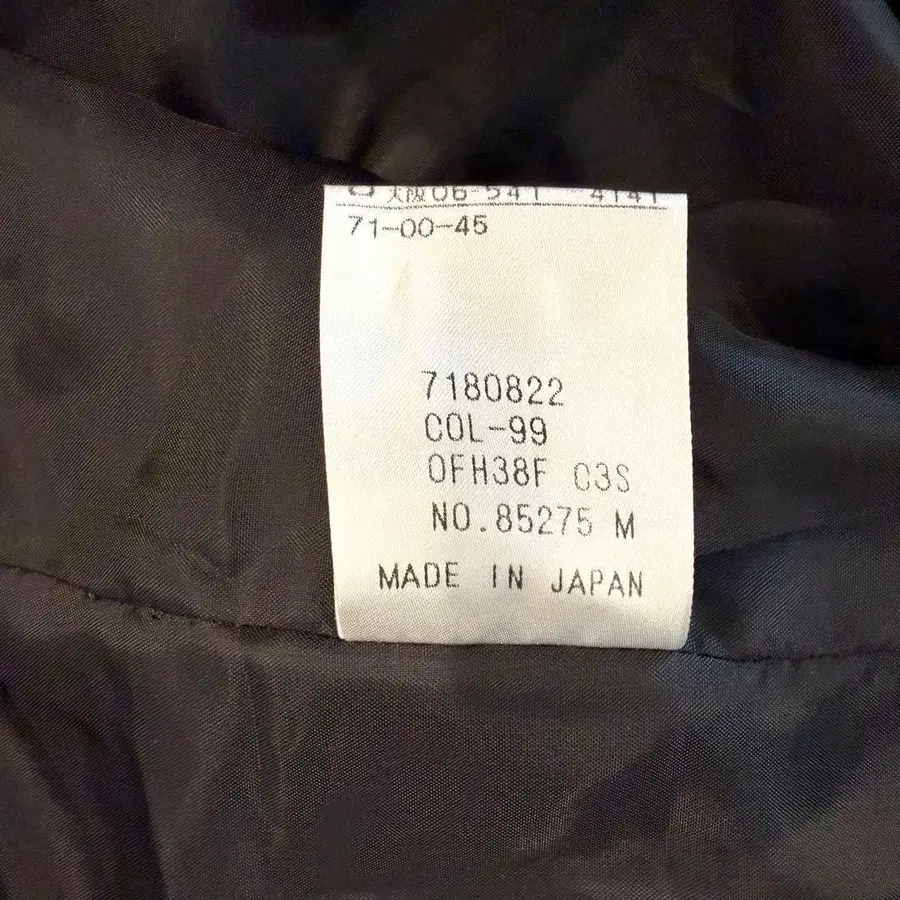 大阪06-541-4141
71-00-45
7180822
COL-99
OFH38F 03S
NO.85275 M
MADE IN JAPAN